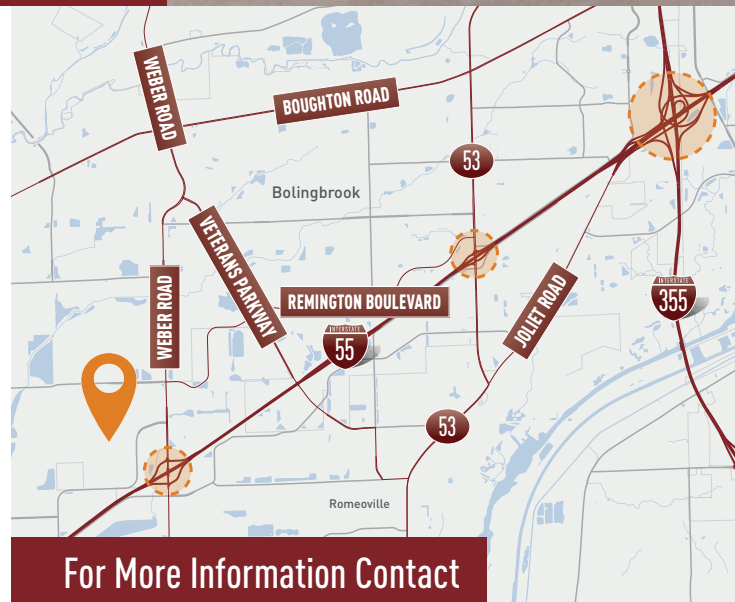 WEBER ROAD
BOUGHTON ROAD
53
Bolingbrook
VETERANS PARKWAY
WEBER ROAD
REMINGTON BOULEVARD
INTERSTATE
55
JOLIET ROAD
INTERSTATE
355
53
Romeoville
For More Information Contact